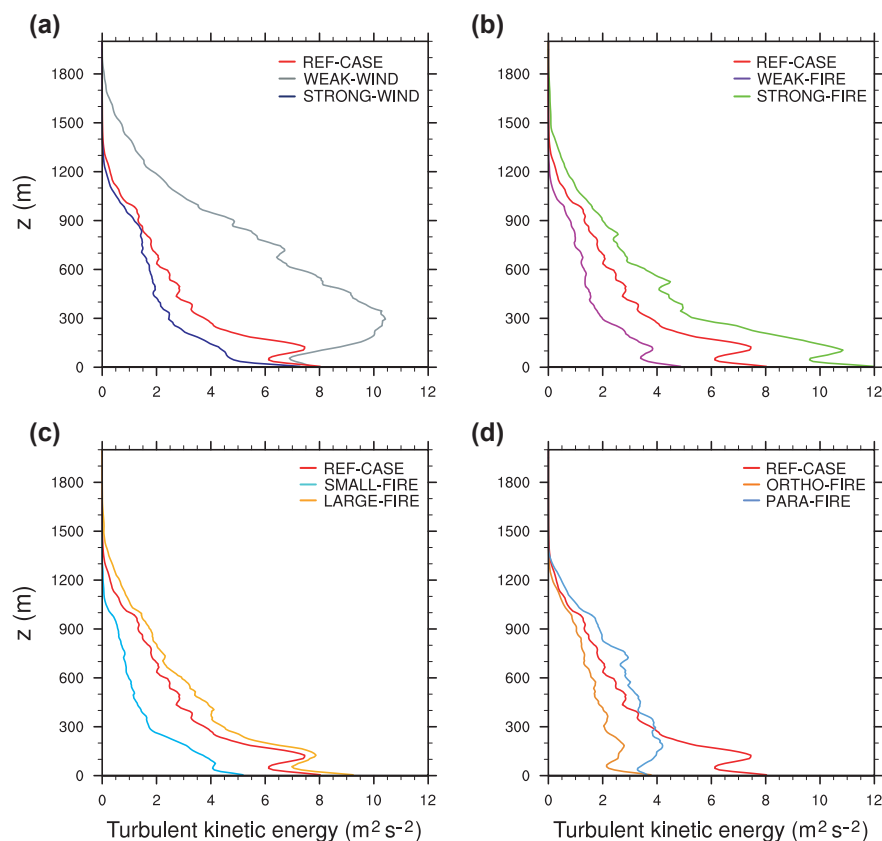 (a)
REF-CASE
WEAK-WIND
STRONG-WIND
1800
1500
1200
900
600
300
0
z (m)
0 2 4 6 8 10 12
(b)
REF-CASE
WEAK-FIRE
STRONG-FIRE
1800
1500
1200
900
600
300
0
0 2 4 6 8 10 12
(c)
REF-CASE
SMALL-FIRE
LARGE-FIRE
1800
1500
1200
900
600
300
0
z (m)
0 2 4 6 8 10 12
Turbulent kinetic energy (m² s⁻²)
(d)
REF-CASE
ORTHO-FIRE
PARA-FIRE
1800
1500
1200
900
600
300
0
0 2 4 6 8 10 12
Turbulent kinetic energy (m² s⁻²)